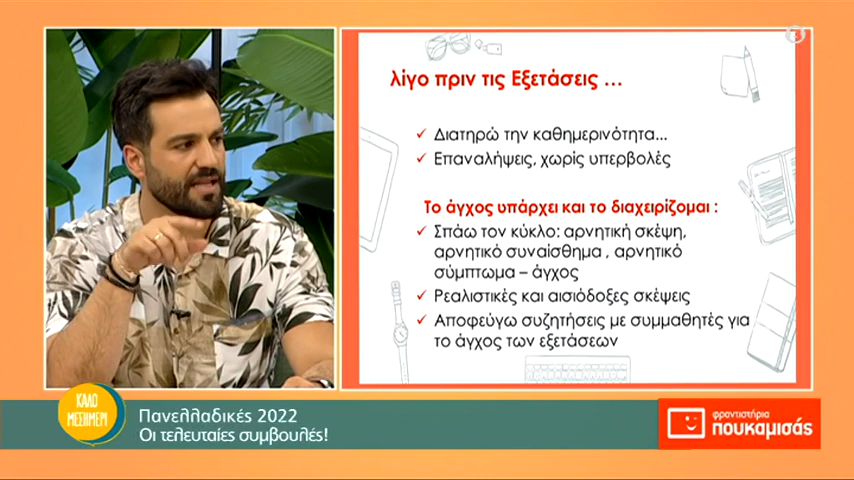 λίγο πριν τις Εξετάσεις ...
Διατηρώ την καθημερινότητα...
Επαναλήψεις, χωρίς υπερβολές
Το άγχος υπάρχει και το διαχειρίζομαι :
Σπάω τον κύκλο: αρνητική σκέψη,
αρνητικό συναίσθημα , αρνητικό
σύμπτωμα – άγχος
Ρεαλιστικές και αισιόδοξες σκέψεις
Αποφεύγω συζητήσεις με συμμαθητές για
το άγχος των εξετάσεων
ΚΑΛΟ
ΜΕΣΗΜΕΡΙ
Πανελλαδικές 2022
Οι τελευταίες συμβουλές!
φροντιστήρια
πουκαμισάς